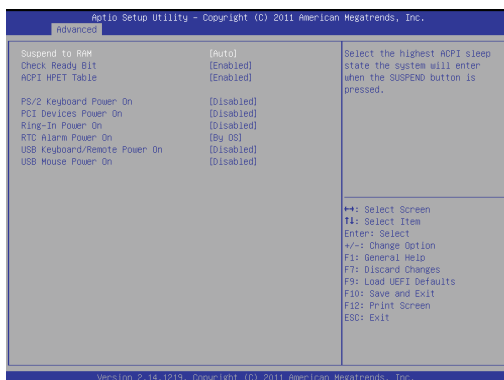 Aptio Setup Utility – Copyright (C) 2011 American Megatrends, Inc.
Advanced
Suspend to RAM [Auto]
Check Ready Bit [Enabled]
ACPI HPET Table [Enabled]
PS/2 Keyboard Power On [Disabled]
PCI Devices Power On [Disabled]
Ring-In Power On [Disabled]
RTC Alarm Power On [By OS]
USB Keyboard/Remote Power On [Disabled]
USB Mouse Power On [Disabled]
Select the highest ACPI sleep
state the system will enter
when the SUSPEND button is
pressed.
↔: Select Screen
↑↓: Select Item
Enter: Select
+/-: Change Option
F1: General Help
F7: Discard Changes
F9: Load UEFI Defaults
F10: Save and Exit
F12: Print Screen
ESC: Exit
Version 2.14.1219. Copyright (C) 2011 American Megatrends, Inc.